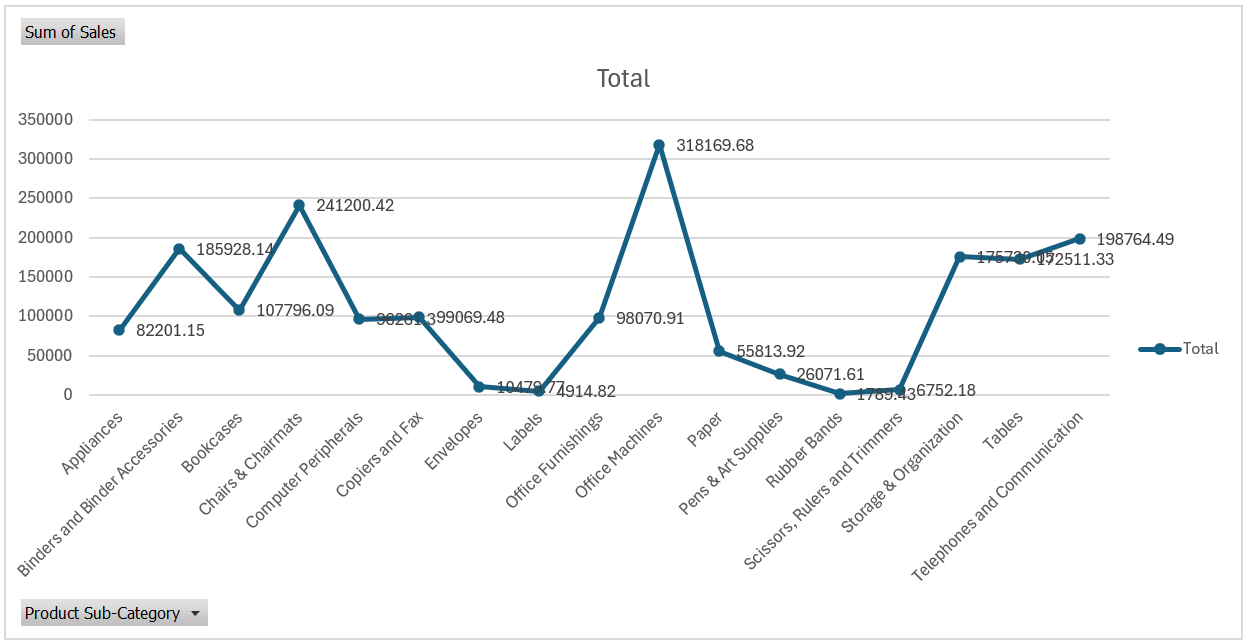 Sum of Sales
Total
350000
300000
250000
200000
150000
100000
50000
0
82201.15
185928.14
107796.09
241200.42
99069.48
10479.77
4914.82
98070.91
318169.68
55813.92
26071.61
1789.43
6752.18
172511.33
198764.49
Total
Appliances
Binders and Binder Accessories
Bookcases
Chairs & Chairmats
Computer Peripherals
Copiers and Fax
Envelopes
Labels
Office Furnishings
Office Machines
Paper
Pens & Art Supplies
Rubber Bands
Scissors, Rulers and Trimmers
Storage & Organization
Tables
Telephones and Communication
Product Sub-Category